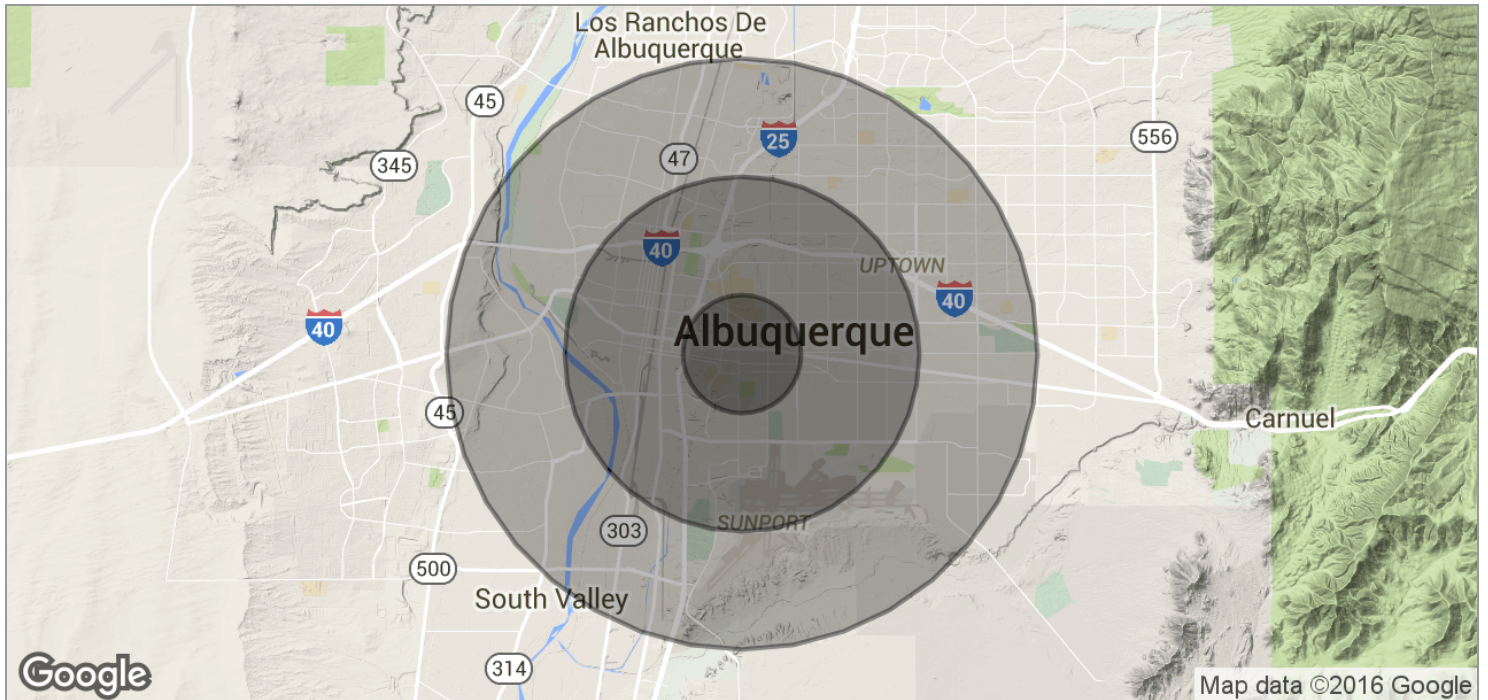 Los Ranchos De
Albuquerque
45
25
556
47
345
40
UPTOWN
40
40
Albuquerque
45
Carnuel
SUNPORT
303
500
South Valley
314
Google
Map data ©2016 Google